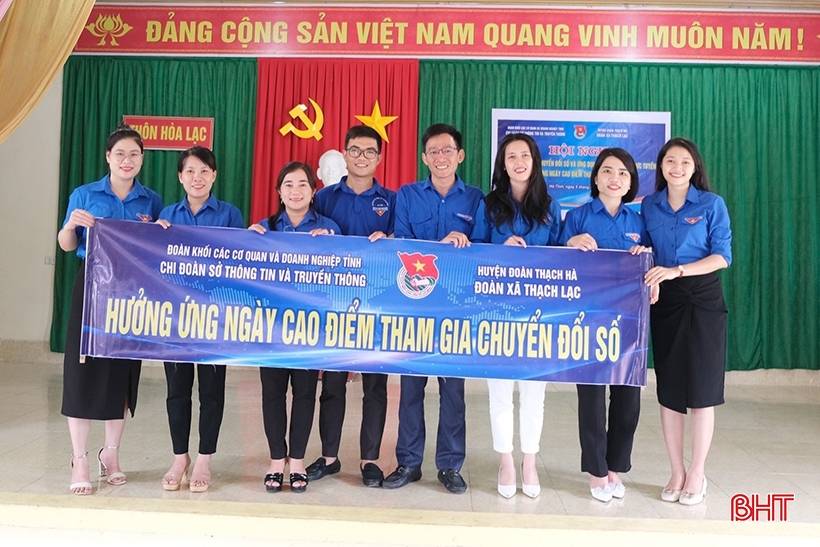 ĐẢNG CỘNG SẢN VIỆT NAM QUANG VINH MUÔN NĂM !
THÔN HÒA LẠC
HỘI NGHỊ
ĐOÀN KHỐI CÁC CƠ QUAN VÀ DOANH NGHIỆP TỈNH
CHI ĐOÀN SỞ THÔNG TIN VÀ TRUYỀN THÔNG
HUYỆN ĐOÀN THẠCH HÀ
ĐOÀN XÃ THẠCH LẠC
HƯỞNG ỨNG NGÀY CAO ĐIỂM THAM GIA CHUYỂN ĐỔI SỐ
BHT